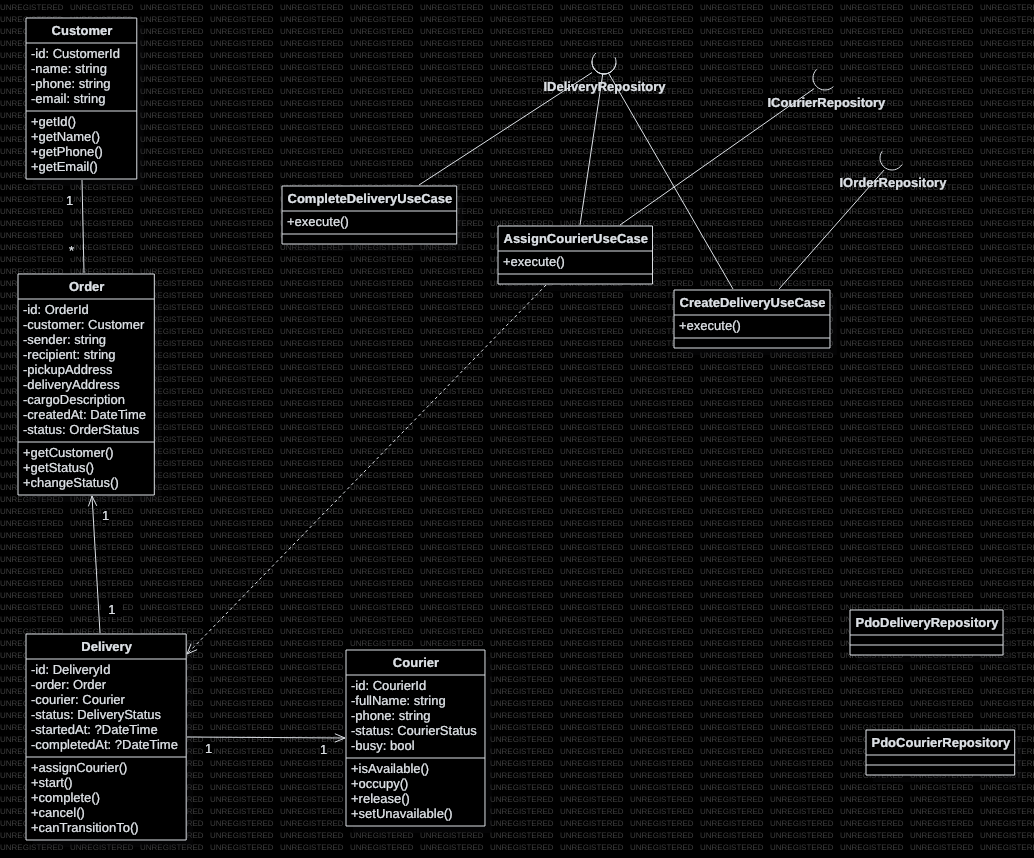 Customer
-id: CustomerId
-name: string
-phone: string
-email: string
+getId()
+getName()
+getPhone()
+getEmail()
1
*
Order
-id: OrderId
-customer: Customer
-sender: string
-recipient: string
-pickupAddress
-deliveryAddress
-cargoDescription
-createdAt: DateTime
-status: OrderStatus
+getCustomer()
+getStatus()
+changeStatus()
1
1
Delivery
-id: DeliveryId
-order: Order
-courier: Courier
-status: DeliveryStatus
-startedAt: ?DateTime
-completedAt: ?DateTime
+assignCourier()
+start()
+complete()
+cancel()
+canTransitionTo()
1
1
Courier
-id: CourierId
-fullName: string
-phone: string
-status: CourierStatus
-busy: bool
+isAvailable()
+occupy()
+release()
+setUnavailable()
IDeliveryRepository
ICourierRepository
IOrderRepository
CompleteDeliveryUseCase
+execute()
AssignCourierUseCase
+execute()
CreateDeliveryUseCase
+execute()
PdoDeliveryRepository
PdoCourierRepository
UNREGISTERED